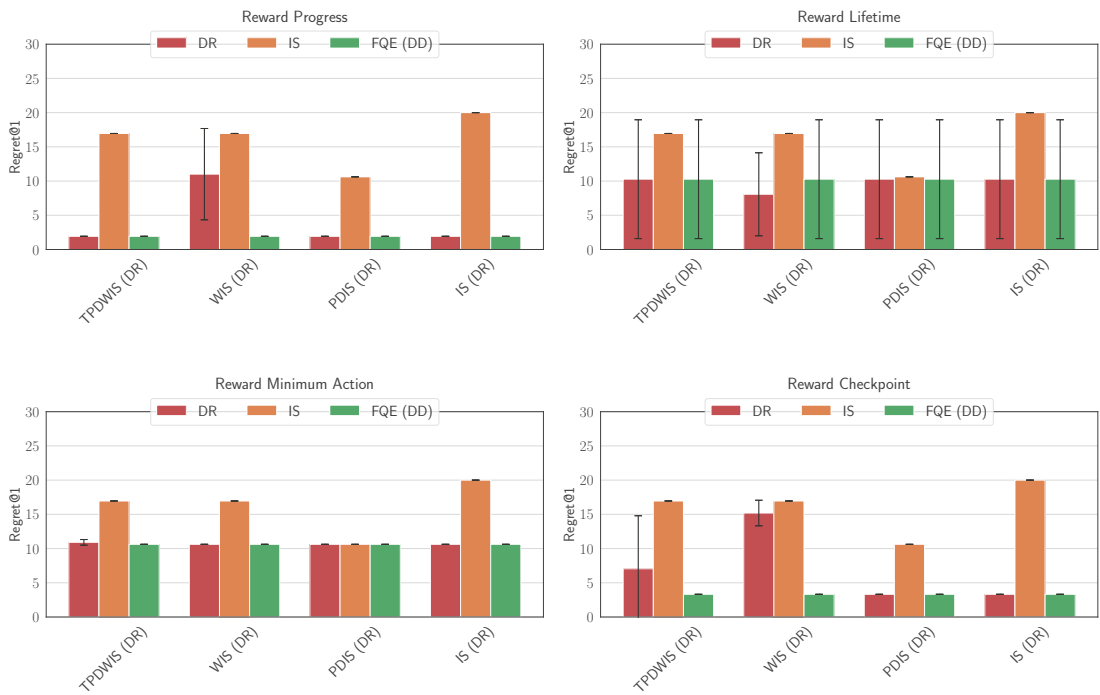 Reward Progress
DR IS FQE (DD)
Regret@1
30
25
20
15
10
5
0
TPDWIS (DR)
WIS (DR)
PDIS (DR)
IS (DR)
Reward Lifetime
DR IS FQE (DD)
Regret@1
30
25
20
15
10
5
0
TPDWIS (DR)
WIS (DR)
PDIS (DR)
IS (DR)
Reward Minimum Action
DR IS FQE (DD)
Regret@1
30
25
20
15
10
5
0
TPDWIS (DR)
WIS (DR)
PDIS (DR)
IS (DR)
Reward Checkpoint
DR IS FQE (DD)
Regret@1
30
25
20
15
10
5
0
TPDWIS (DR)
WIS (DR)
PDIS (DR)
IS (DR)